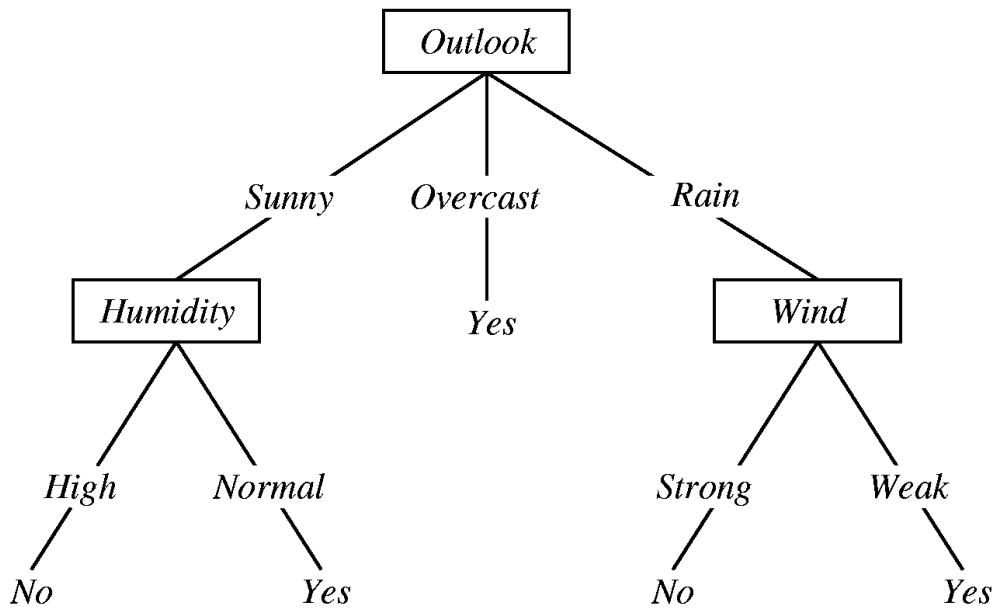 Outlook
Sunny Overcast Rain
Humidity Yes Wind
High Normal Strong Weak
No Yes No Yes